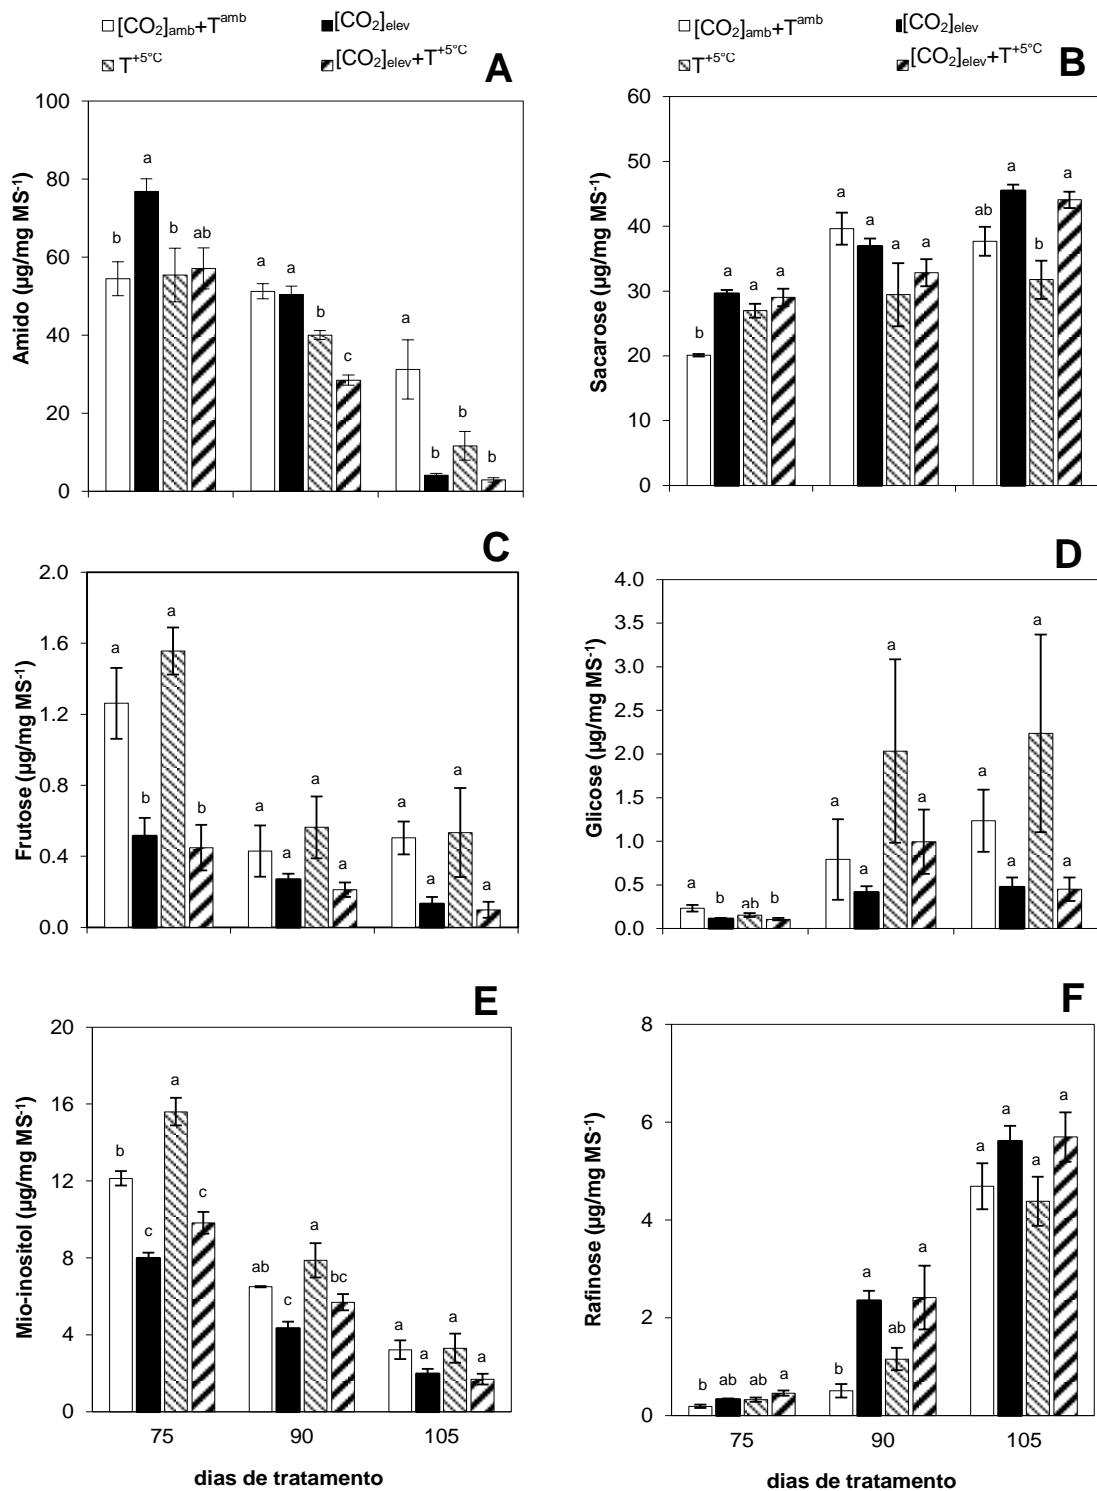 [CO2]amb+Tamb [CO2]elev
T+5°C [CO2]elev+T+5°C
A
100
80
60
40
20
0
Amido (µg/mg MS-1)
b a b ab
a a b c
a b b b
[CO2]amb+Tamb [CO2]elev
T+5°C [CO2]elev+T+5°C
B
60
50
40
30
20
10
0
Sacarose (µg/mg MS-1)
b a a a
a a a a
ab a b a
C
2.0
1.6
1.2
0.8
0.4
0.0
Frutose (µg/mg MS-1)
a b a b
a a a a
a a a a
D
4.0
3.5
3.0
2.5
2.0
1.5
1.0
0.5
0.0
Glicose (µg/mg MS-1)
a b ab b
a a a a
a a a a
E
20
16
12
8
4
0
Mio-inositol (µg/mg MS-1)
b c a c
ab c a bc
a a a a
75 90 105
dias de tratamento
F
8
6
4
2
0
Rafinose (µg/mg MS-1)
b ab ab a
b a ab a
a a a a
75 90 105
dias de tratamento